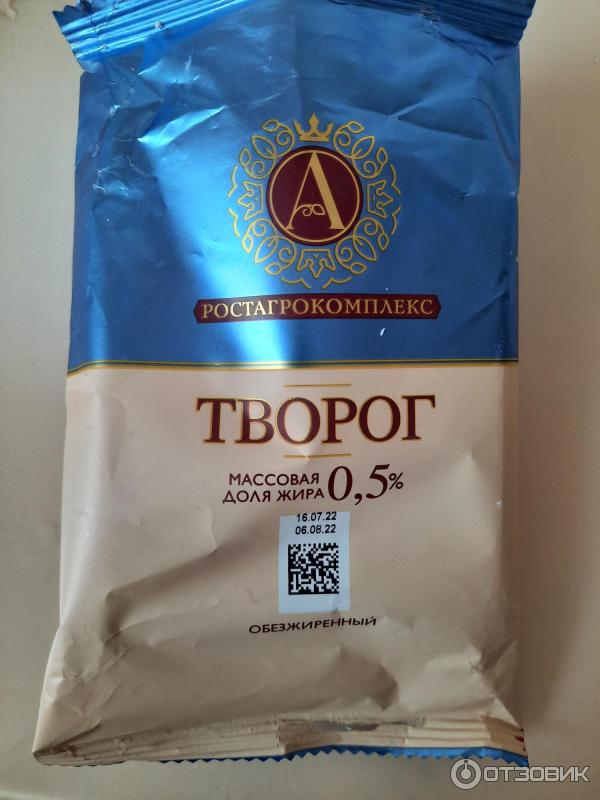 А
РОСТАГРОКОМПЛЕКС
ТВОРОГ
МАССОВАЯ
ДОЛЯ ЖИРА 0,5%
16.07.22
06.08.22
ОБЕЗЖИРЕННЫЙ
ОТЗОВИК